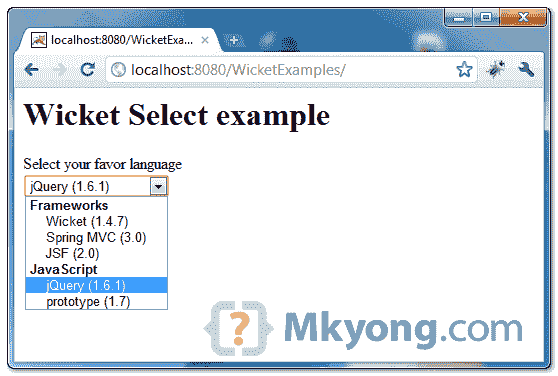 localhost:8080/WicketExa...
localhost:8080/WicketExamples/
Wicket Select example
Select your favor language
jQuery (1.6.1)
Frameworks
Wicket (1.4.7)
Spring MVC (3.0)
JSF (2.0)
JavaScript
jQuery (1.6.1)
prototype (1.7)
{?} Mkyong.com